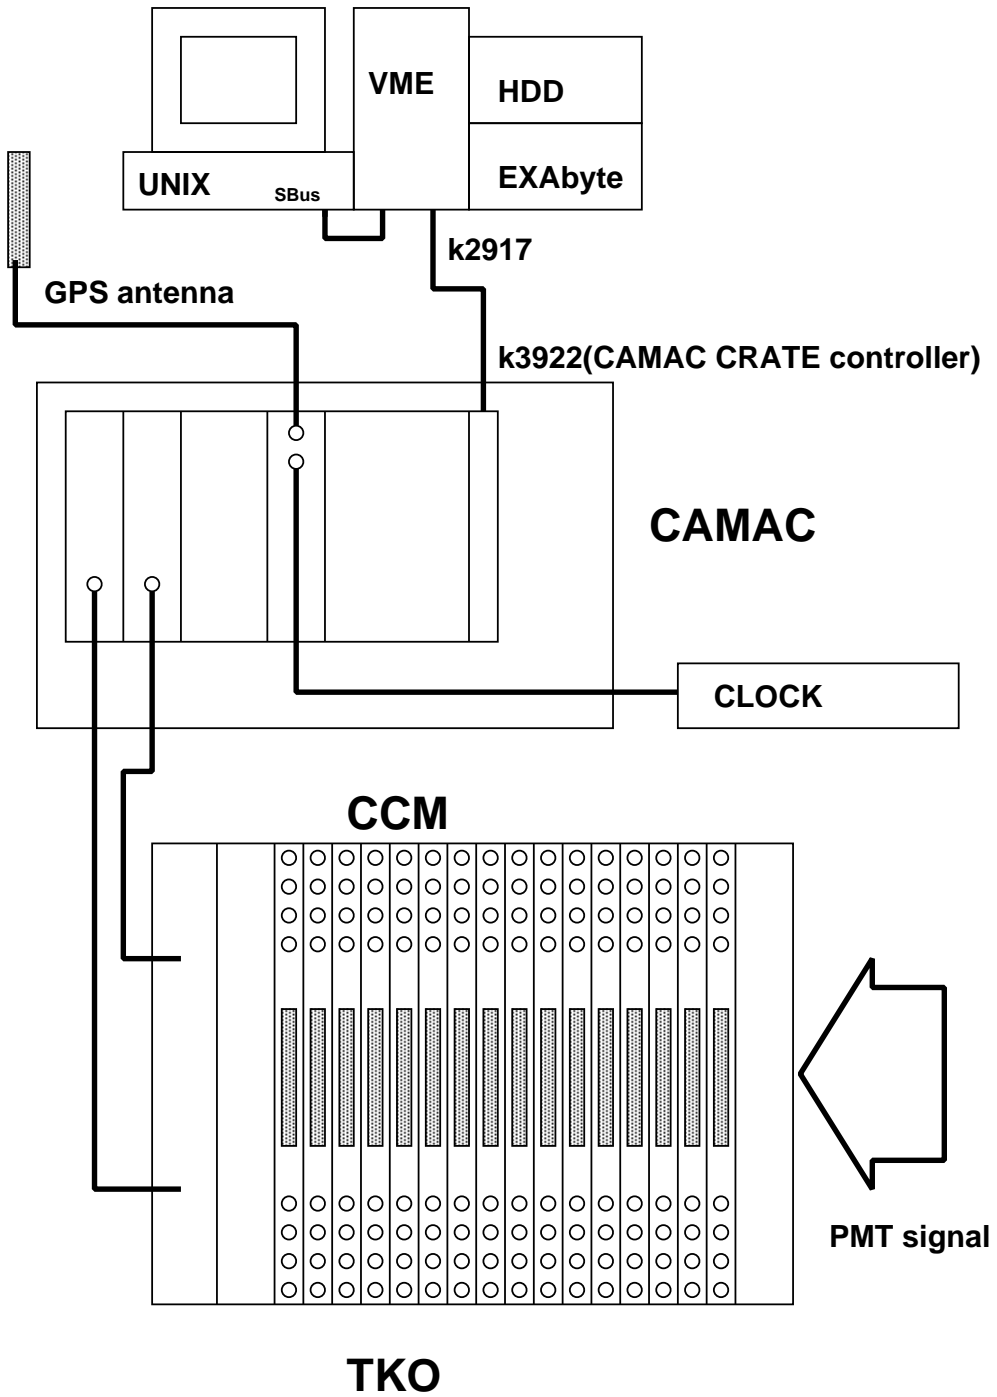 VME
HDD
UNIX
SBus
EXAbyte
k2917
GPS antenna
k3922(CAMAC CRATE controller)
CAMAC
CLOCK
CCM
PMT signal
TKO